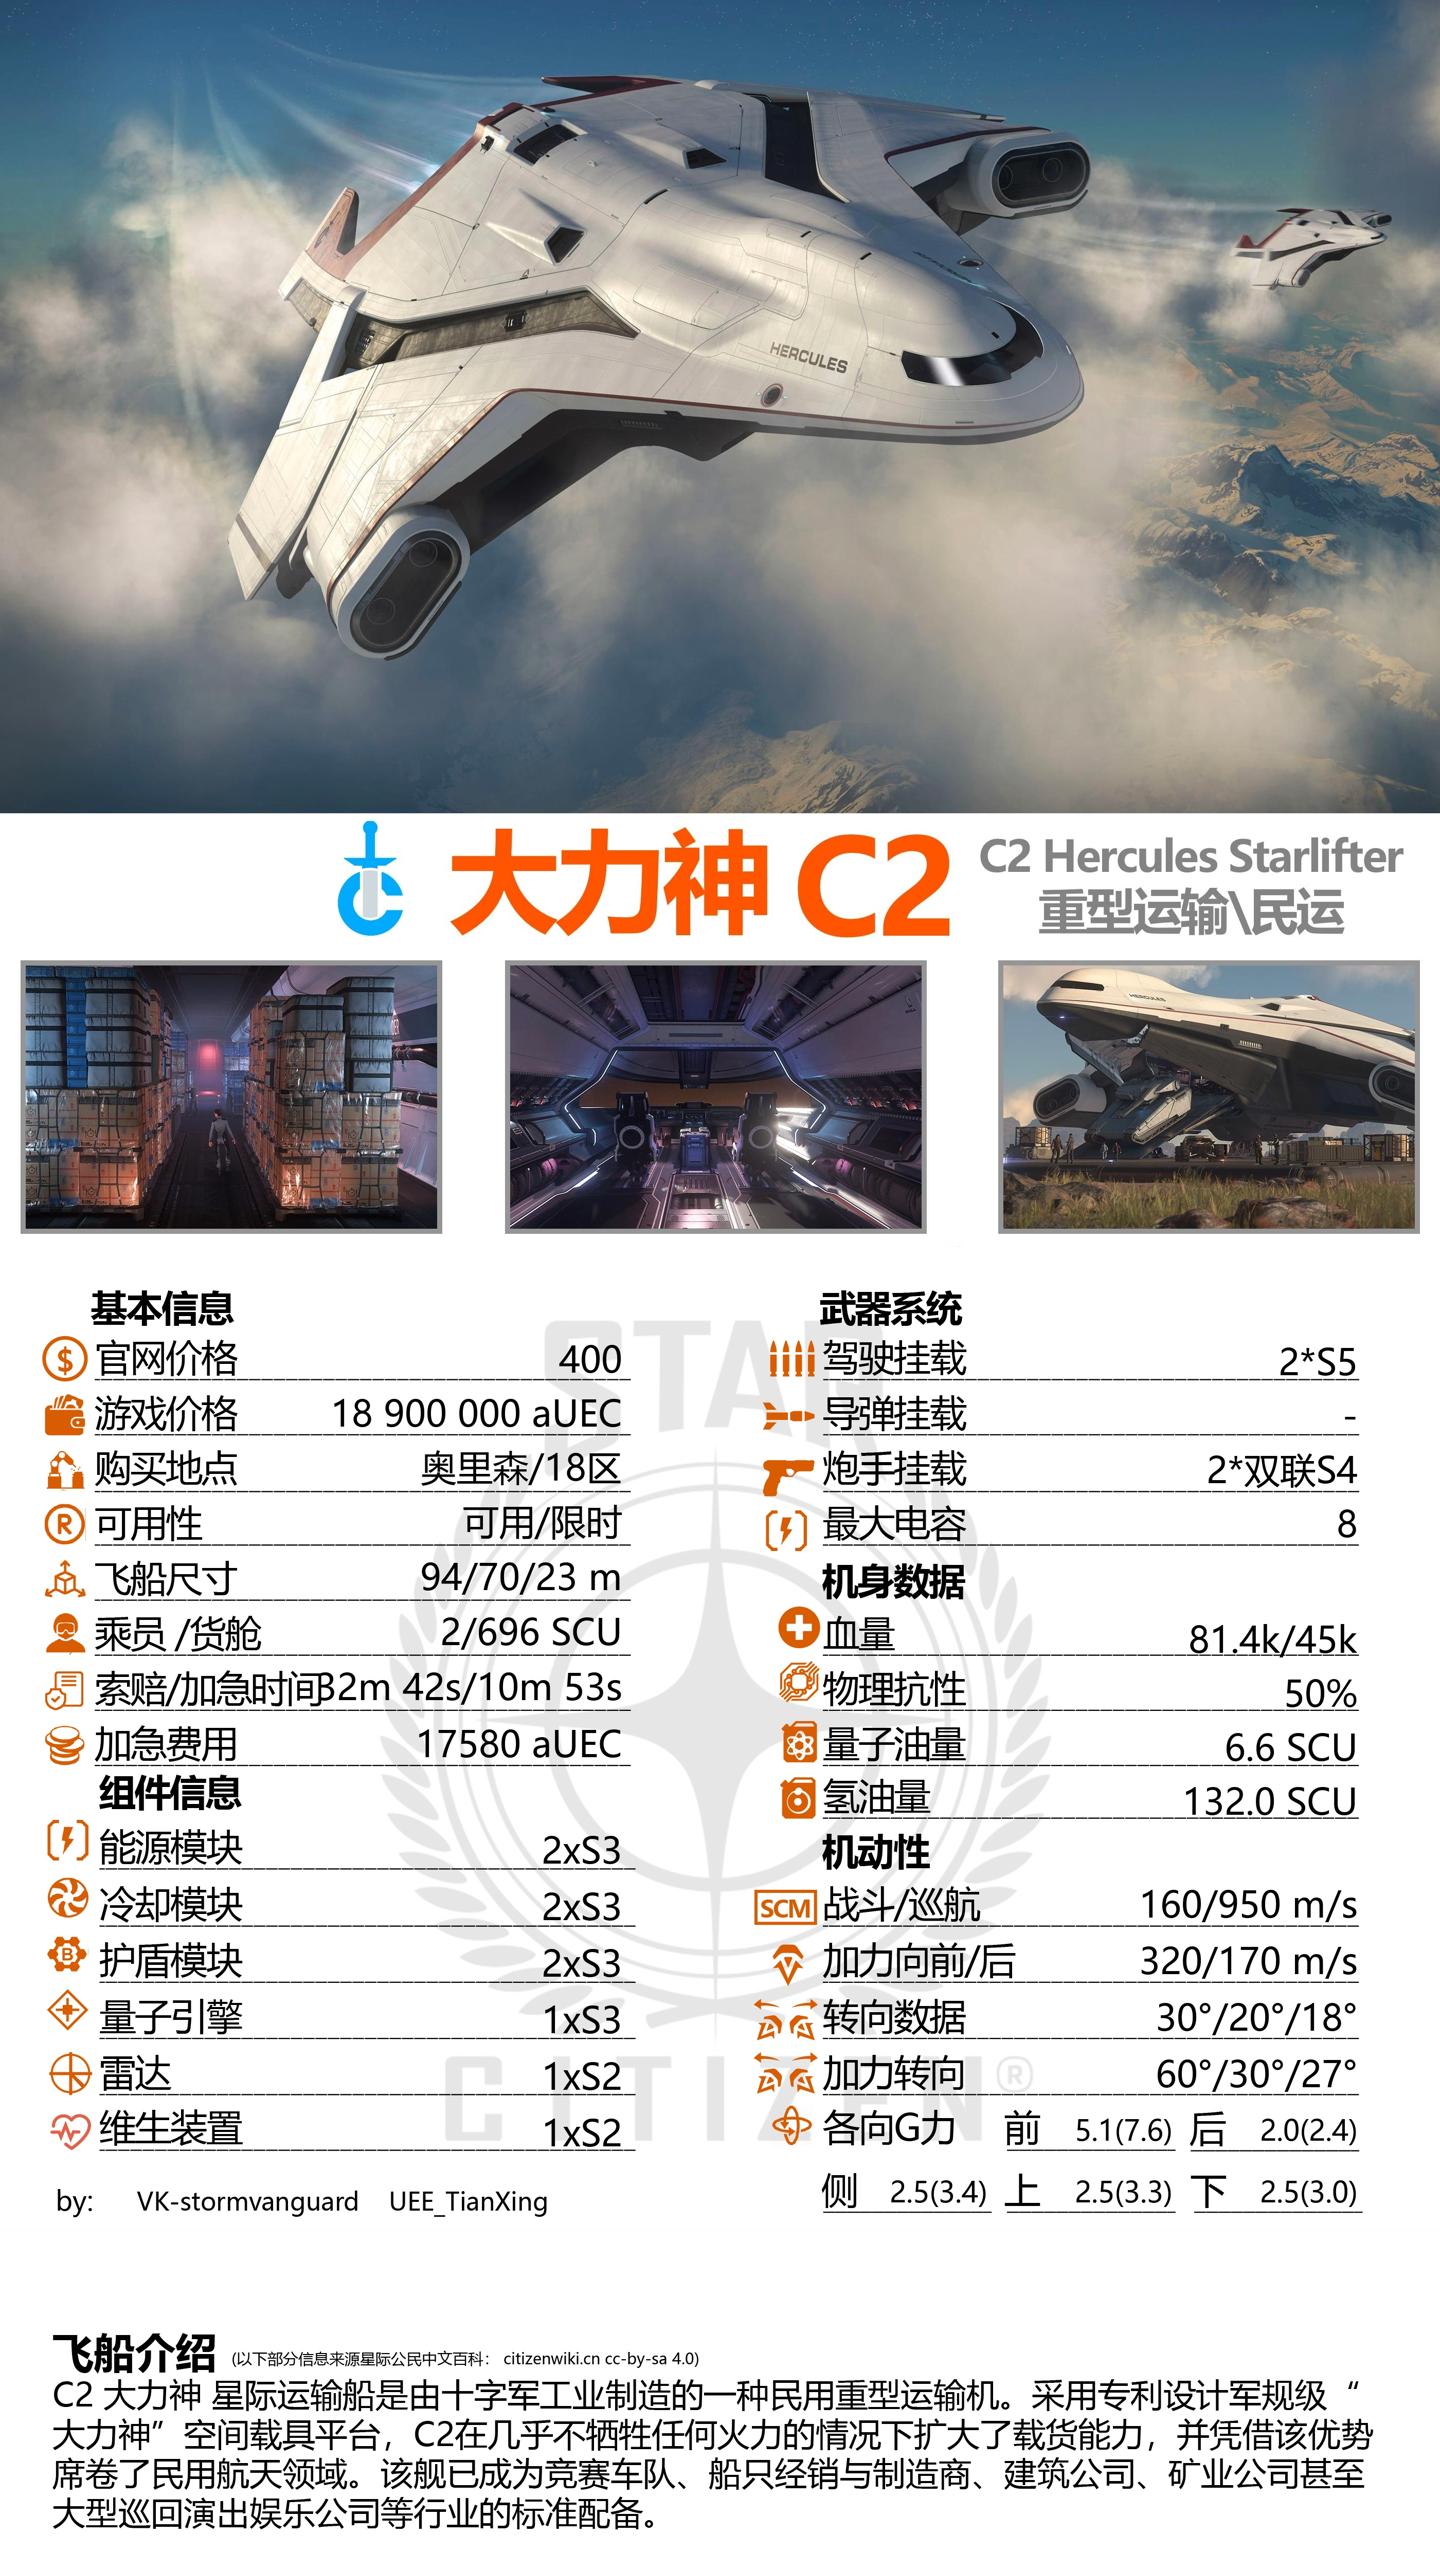 HERCULES
大力神 C2
C2 Hercules Starlifter
重型运输\民运
HERCULES
基本信息
官网价格 400
游戏价格 18 900 000 aUEC
购买地点 奥里森/18区
可用性 可用/限时
飞船尺寸 94/70/23 m
乘员 /货舱 2/696 SCU
索赔/加急时间 32m 42s/10m 53s
加急费用 17580 aUEC
组件信息
能源模块 2xS3
冷却模块 2xS3
护盾模块 2xS3
量子引擎 1xS3
雷达 1xS2
维生装置 1xS2
by: VK-stormvanguard UEE_TianXing
武器系统
驾驶挂载 2*S5
导弹挂载 -
炮手挂载 2*双联S4
最大电容 8
机身数据
血量 81.4k/45k
物理抗性 50%
量子油量 6.6 SCU
氢油量 132.0 SCU
机动性
SCM 战斗/巡航 160/950 m/s
加力向前/后 320/170 m/s
转向数据 30°/20°/18°
加力转向 60°/30°/27°
各向G力 前 5.1(7.6) 后 2.0(2.4)
侧 2.5(3.4) 上 2.5(3.3) 下 2.5(3.0)
STAR
CITIZEN®
飞船介绍 (以下部分信息来源星际公民中文百科： citizenwiki.cn cc-by-sa 4.0)
C2 大力神 星际运输船是由十字军工业制造的一种民用重型运输机。采用专利设计军规级“
大力神”空间载具平台，C2在几乎不牺牲任何火力的情况下扩大了载货能力，并凭借该优势
席卷了民用航天领域。该舰已成为竞赛车队、船只经销与制造商、建筑公司、矿业公司甚至
大型巡回演出娱乐公司等行业的标准配备。